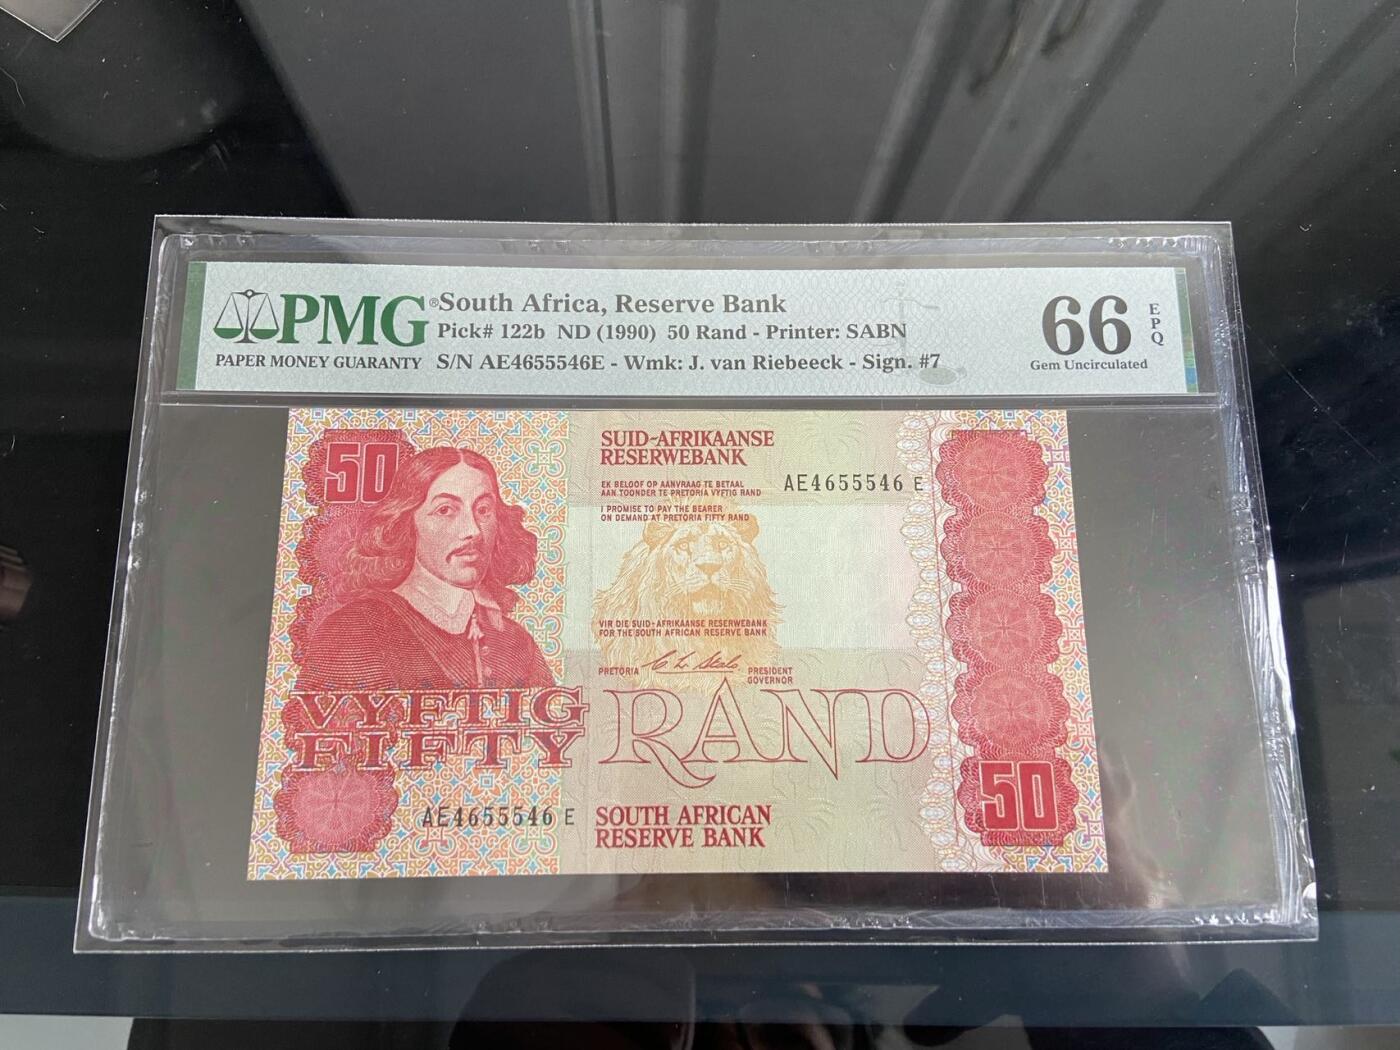 PMG®
PAPER MONEY GUARANTY
South Africa, Reserve Bank
Pick# 122b ND (1990) 50 Rand - Printer: SABN
S/N AE4655546E - Wmk: J. van Riebeeck - Sign. #7
66
EPQ
Gem Uncirculated
50
SUID-AFRIKAANSE
RESERWEBANK
EK BELOOF OP AANVRAAG TE BETAAL
AAN TOONDER TE PRETORIA VYFTIG RAND
AE4655546 E
I PROMISE TO PAY THE BEARER
ON DEMAND AT PRETORIA FIFTY RAND
VIR DIE SUID-AFRIKAANSE RESERWEBANK
FOR THE SOUTH AFRICAN RESERVE BANK
PRETORIA C L Stals PRESIDENT
GOVERNOR
VYFTIG
FIFTY
RAND
50
AE4655546 E
SOUTH AFRICAN
RESERVE BANK